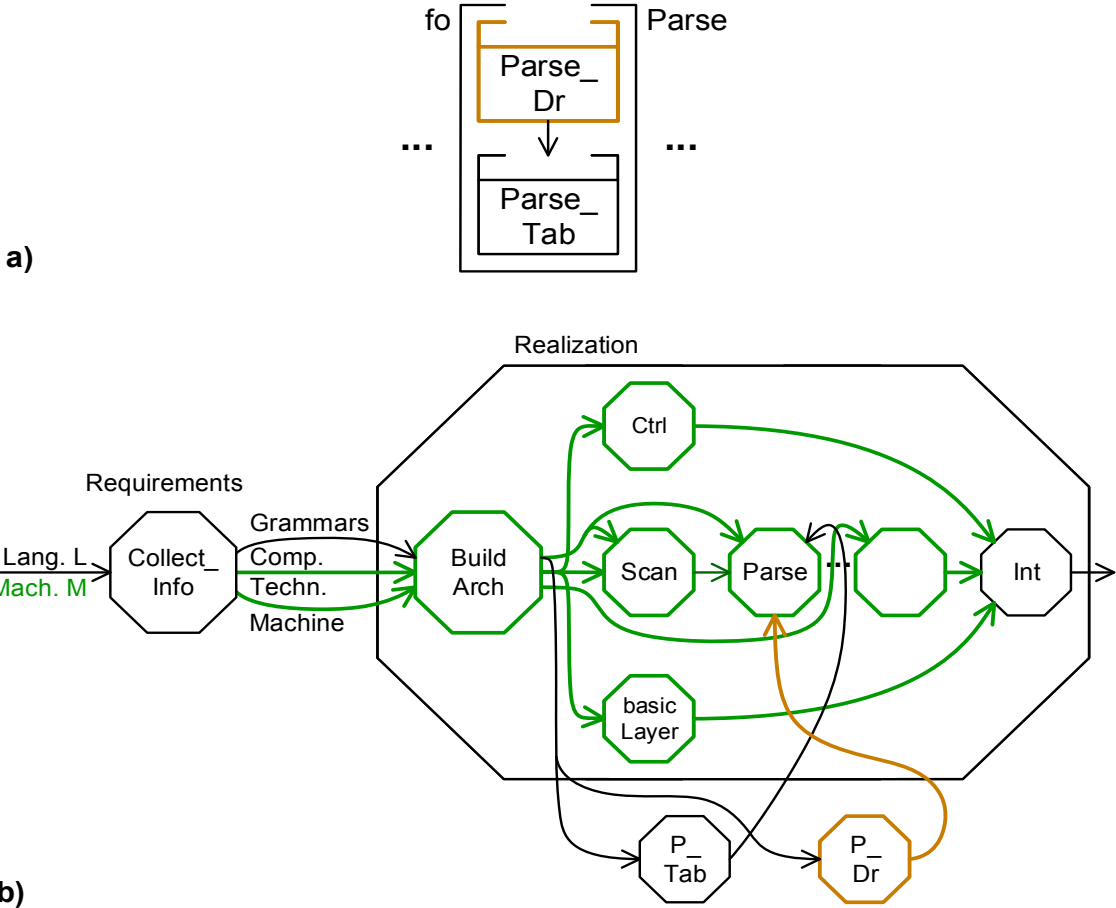 fo
Parse
Parse_
Dr
...
...
Parse_
Tab
a)
Realization
Ctrl
Requirements
Grammars
Lang. L
Collect_
Info
Comp.
Build
Arch
Scan
Parse
...
Int
Mach. M
Techn.
Machine
basic
Layer
P_
Tab
P_
Dr
b)